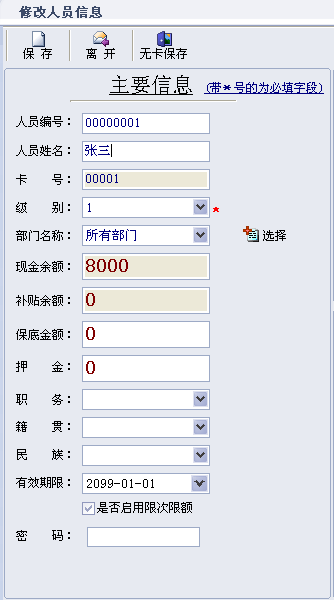 修改人员信息
保 存 离 开 无卡保存
主要信息 (带*号的为必填字段)
人员编号： 00000001
人员姓名： 张三
卡 号： 00001
级 别： 1 *
部门名称： 所有部门 选择
现金余额： 8000
补贴余额： 0
保底金额： 0
押 金： 0
职 务：
籍 贯：
民 族：
有效期限： 2099-01-01
是否启用限次限额
密 码：